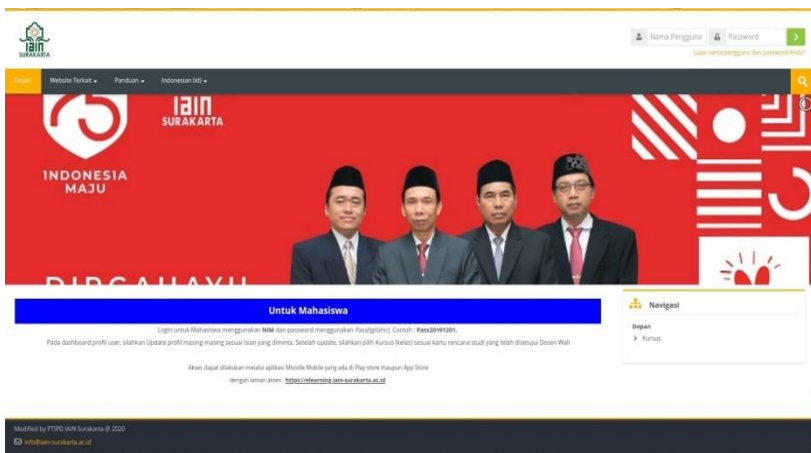 iain
SURAKARTA
Nama Pengguna
Password
Lupa nama pengguna dan password Anda?
Depan
Website Terkait
Panduan
Indonesian (id)
iain
SURAKARTA
INDONESIA
MAJU
DIRGAHAYU
Untuk Mahasiswa
Login untuk Mahasiswa menggunakan NIM dan password menggunakan Pass[tgllahir]. Contoh : Pass20191201.
Pada dashboard profil user, silahkan Update profil masing-masing sesuai isian yang diminta. Setelah update, silahkan pilih Kursus (kelas) sesuai kartu rencana studi yang telah disetujui Dosen Wali
Akses dapat dilakukan melalui aplikasi Moodle Mobile yang ada di Play store maupun App Store
dengan laman akses : https://elearning.iain-surakarta.ac.id
Navigasi
Depan
Kursus
Modified by PTIPD IAIN Surakarta @ 2020
info@iain-surakarta.ac.id